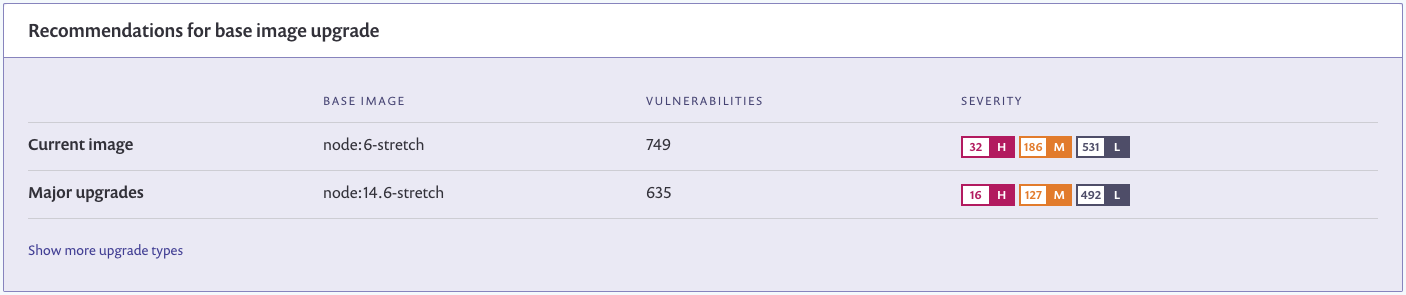 Recommendations for base image upgrade
BASE IMAGE VULNERABILITIES SEVERITY
Current image node:6-stretch 749 32 H 186 M 531 L
Major upgrades node:14.6-stretch 635 16 H 127 M 492 L
Show more upgrade types